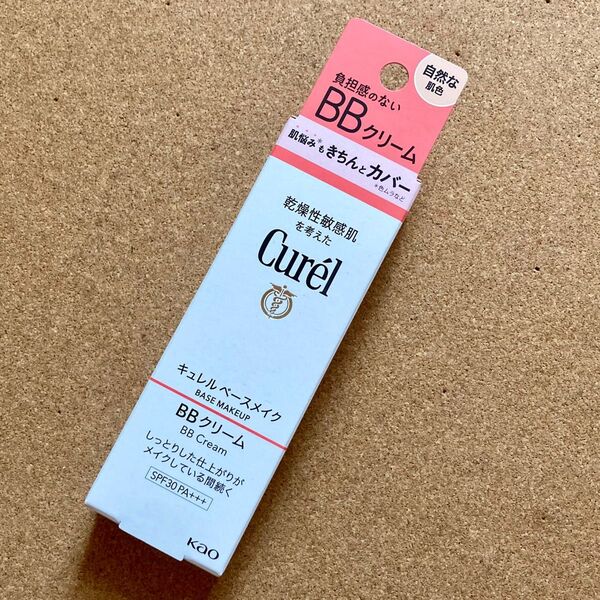 自然な
肌色
負担感のない
BBクリーム
肌悩み*もきちんとカバー
*色ムラなど
乾燥性敏感肌
を考えた
Curél
キュレル ベースメイク
BASE MAKEUP
BBクリーム
BB Cream
しっとりした仕上がりが
メイクしている間続く
SPF30 PA+++
Kao